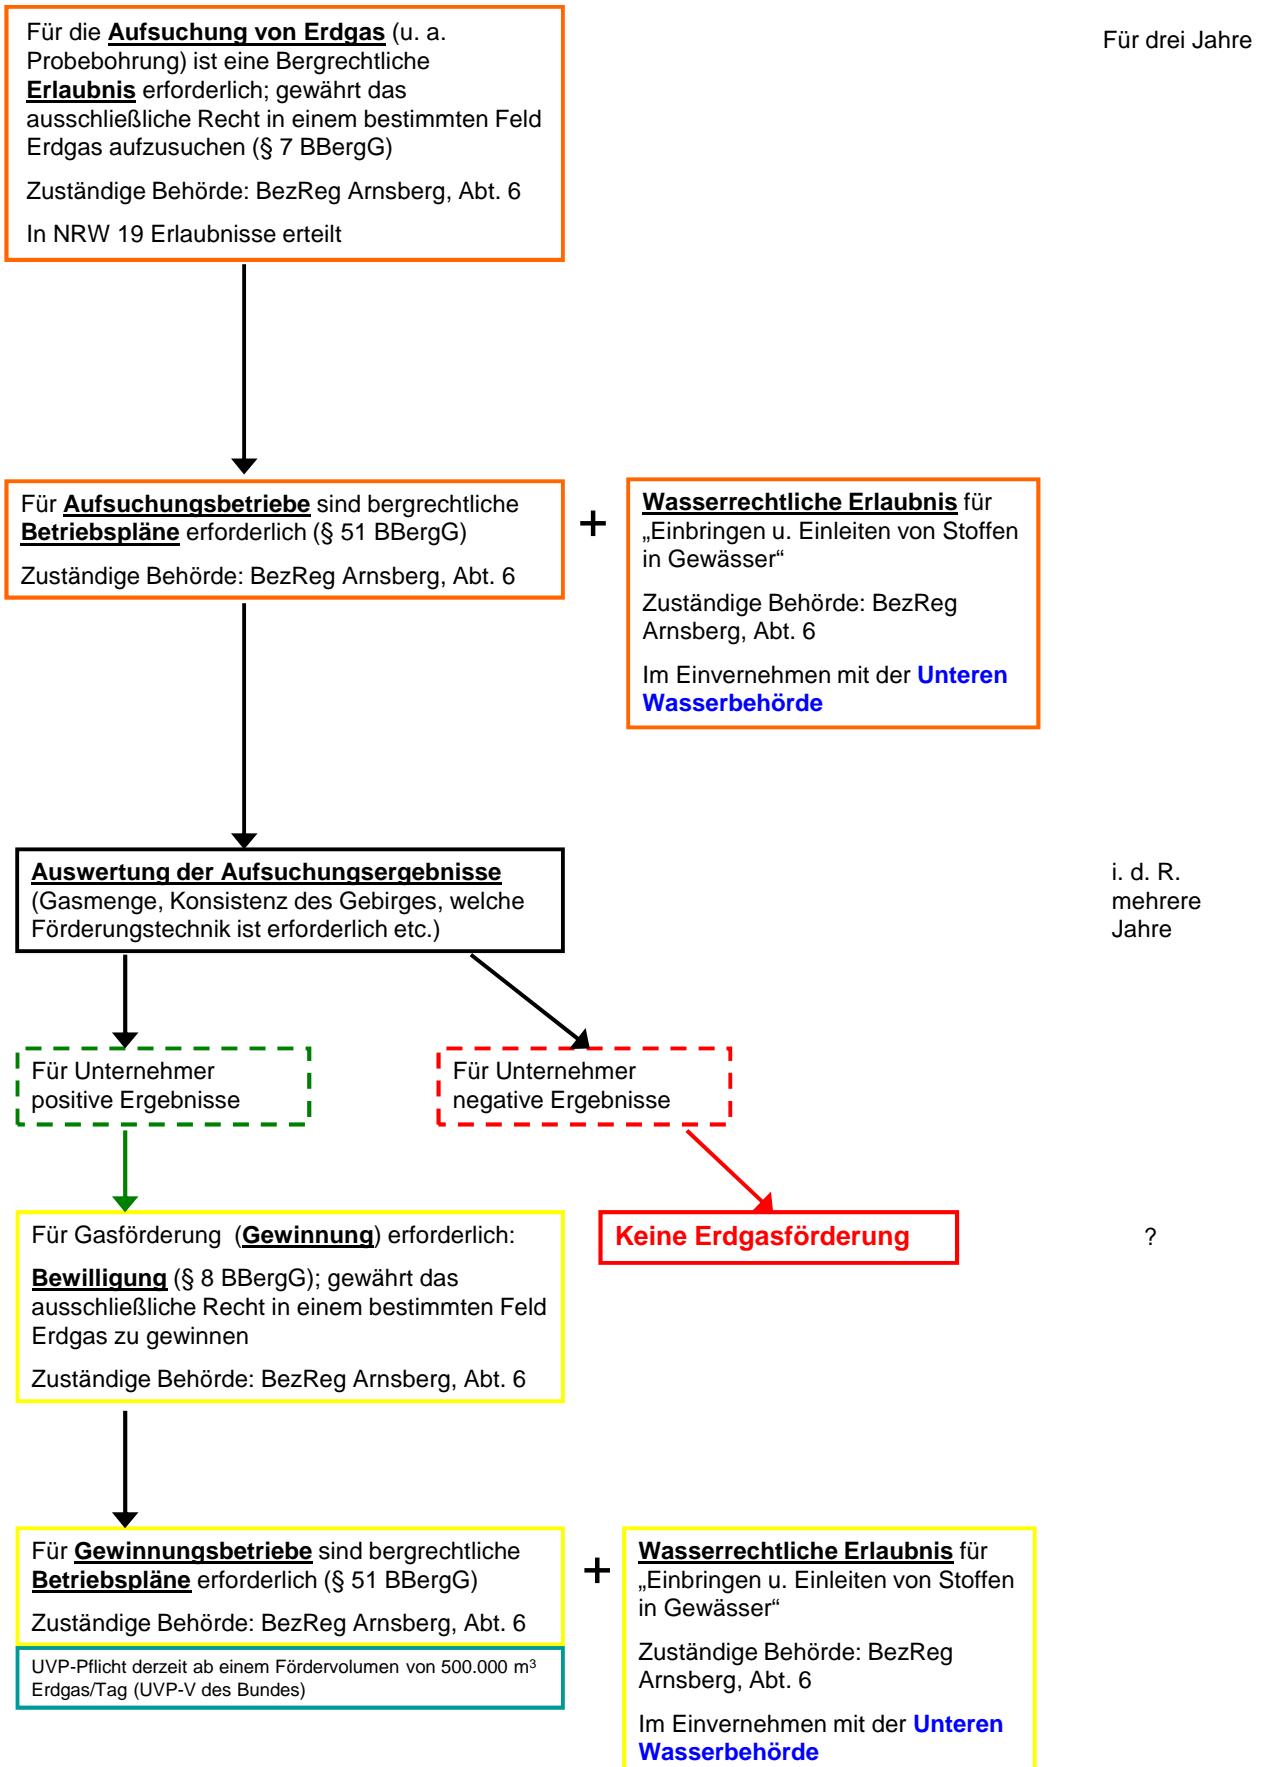 Für die Aufsuchung von Erdgas (u. a.
Probebohrung) ist eine Bergrechtliche
Erlaubnis erforderlich; gewährt das
ausschließliche Recht in einem bestimmten Feld
Erdgas aufzusuchen (§ 7 BBergG)
Zuständige Behörde: BezReg Arnsberg, Abt. 6
In NRW 19 Erlaubnisse erteilt
Für drei Jahre
Für Aufsuchungsbetriebe sind bergrechtliche
Betriebspläne erforderlich (§ 51 BBergG)
Zuständige Behörde: BezReg Arnsberg, Abt. 6
+
Wasserrechtliche Erlaubnis für
„Einbringen u. Einleiten von Stoffen
in Gewässer“
Zuständige Behörde: BezReg
Arnsberg, Abt. 6
Im Einvernehmen mit der Unteren
Wasserbehörde
Auswertung der Aufsuchungsergebnisse
(Gasmenge, Konsistenz des Gebirges, welche
Förderungstechnik ist erforderlich etc.)
i. d. R.
mehrere
Jahre
Für Unternehmer
positive Ergebnisse
Für Unternehmer
negative Ergebnisse
Für Gasförderung (Gewinnung) erforderlich:
Bewilligung (§ 8 BBergG); gewährt das
ausschließliche Recht in einem bestimmten Feld
Erdgas zu gewinnen
Zuständige Behörde: BezReg Arnsberg, Abt. 6
Keine Erdgasförderung
?
Für Gewinnungsbetriebe sind bergrechtliche
Betriebspläne erforderlich (§ 51 BBergG)
Zuständige Behörde: BezReg Arnsberg, Abt. 6
UVP-Pflicht derzeit ab einem Fördervolumen von 500.000 m³
Erdgas/Tag (UVP-V des Bundes)
+
Wasserrechtliche Erlaubnis für
„Einbringen u. Einleiten von Stoffen
in Gewässer“
Zuständige Behörde: BezReg
Arnsberg, Abt. 6
Im Einvernehmen mit der Unteren
Wasserbehörde